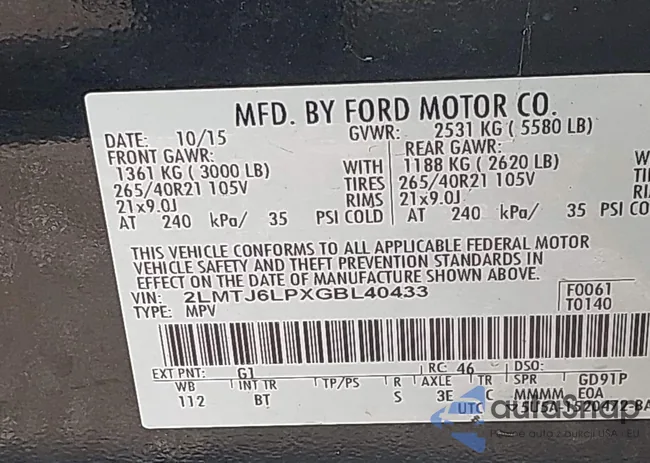 MFD. BY FORD MOTOR CO.
DATE: 10/15 GVWR: 2531 KG ( 5580 LB)
FRONT GAWR: REAR GAWR:
1361 KG ( 3000 LB) WITH 1188 KG ( 2620 LB) W
265/40R21 105V TIRES 265/40R21 105V TIRE
21x9.0J RIMS 21x9.0J RIM
AT 240 kPa/ 35 PSI COLD AT 240 kPa/ 35 PSI CO
THIS VEHICLE CONFORMS TO ALL APPLICABLE FEDERAL MOTOR
VEHICLE SAFETY AND THEFT PREVENTION STANDARDS IN
EFFECT ON THE DATE OF MANUFACTURE SHOWN ABOVE.
VIN: 2LMTJ6LPXGBL40433 F0061
TYPE: MPV T0140
EXT PNT: G1 RC: 46 DSO:
WB INT TR TP/PS R AXLE TR SPR GD91P
112 BT S 3E C MMMM EOA
UTC
autoSnap